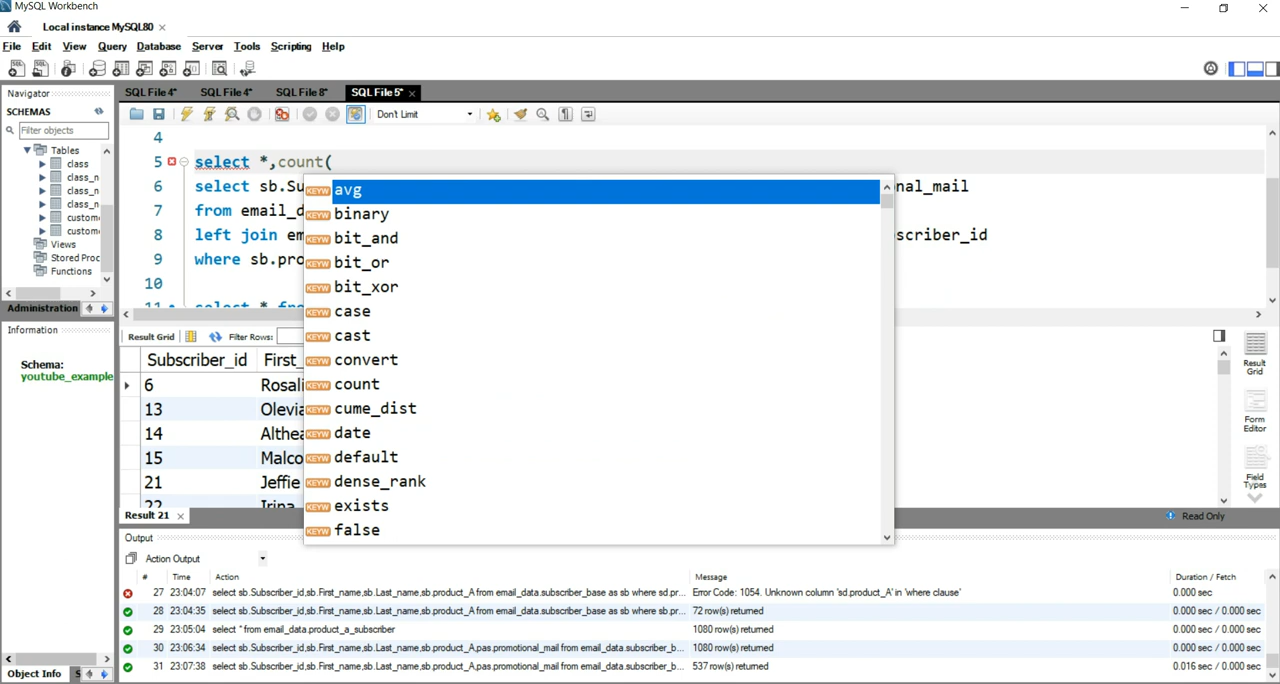 MySQL Workbench
Local instance MySQL80
File Edit View Query Database Server Tools Scripting Help
Navigator
SCHEMAS
Filter objects
Tables
class
class_n
class_n
class_n
custome
custome
Views
Stored Proc
Functions
Administration
Information
Schema:
youtube_example
Object Info S
SQL File 4* SQL File 4* SQL File 8* SQL File 5*
Don't Limit
4
5 select *,count(
6 select sb.Su nal_mail
7 from email_d
8 left join em scriber_id
9 where sb.pro
10
11 select * fro
avg
binary
bit_and
bit_or
bit_xor
case
cast
convert
count
cume_dist
date
default
dense_rank
exists
false
Result Grid Filter Rows:
Subscriber_id First_
6 Rosali
13 Olevia
14 Althea
15 Malco
21 Jeffie
22 Irina
Result Grid
Form Editor
Field Types
Result 21
Read Only
Output
Action Output
# Time Action Message Duration / Fetch
27 23:04:07 select sb.Subscriber_id,sb.First_name,sb.Last_name,sb.product_A from email_data.subscriber_base as sb where sd.pr... Error Code: 1054. Unknown column 'sd.product_A' in 'where clause' 0.000 sec
28 23:04:35 select sb.Subscriber_id,sb.First_name,sb.Last_name,sb.product_A from email_data.subscriber_base as sb where sb.pr... 72 row(s) returned 0.000 sec / 0.000 sec
29 23:05:04 select * from email_data.product_a_subscriber 1080 row(s) returned 0.000 sec / 0.000 sec
30 23:06:34 select sb.Subscriber_id,sb.First_name,sb.Last_name,sb.product_A,pas.promotional_mail from email_data.subscriber_b... 1080 row(s) returned 0.000 sec / 0.000 sec
31 23:07:38 select sb.Subscriber_id,sb.First_name,sb.Last_name,sb.product_A,pas.promotional_mail from email_data.subscriber_b... 537 row(s) returned 0.016 sec / 0.000 sec